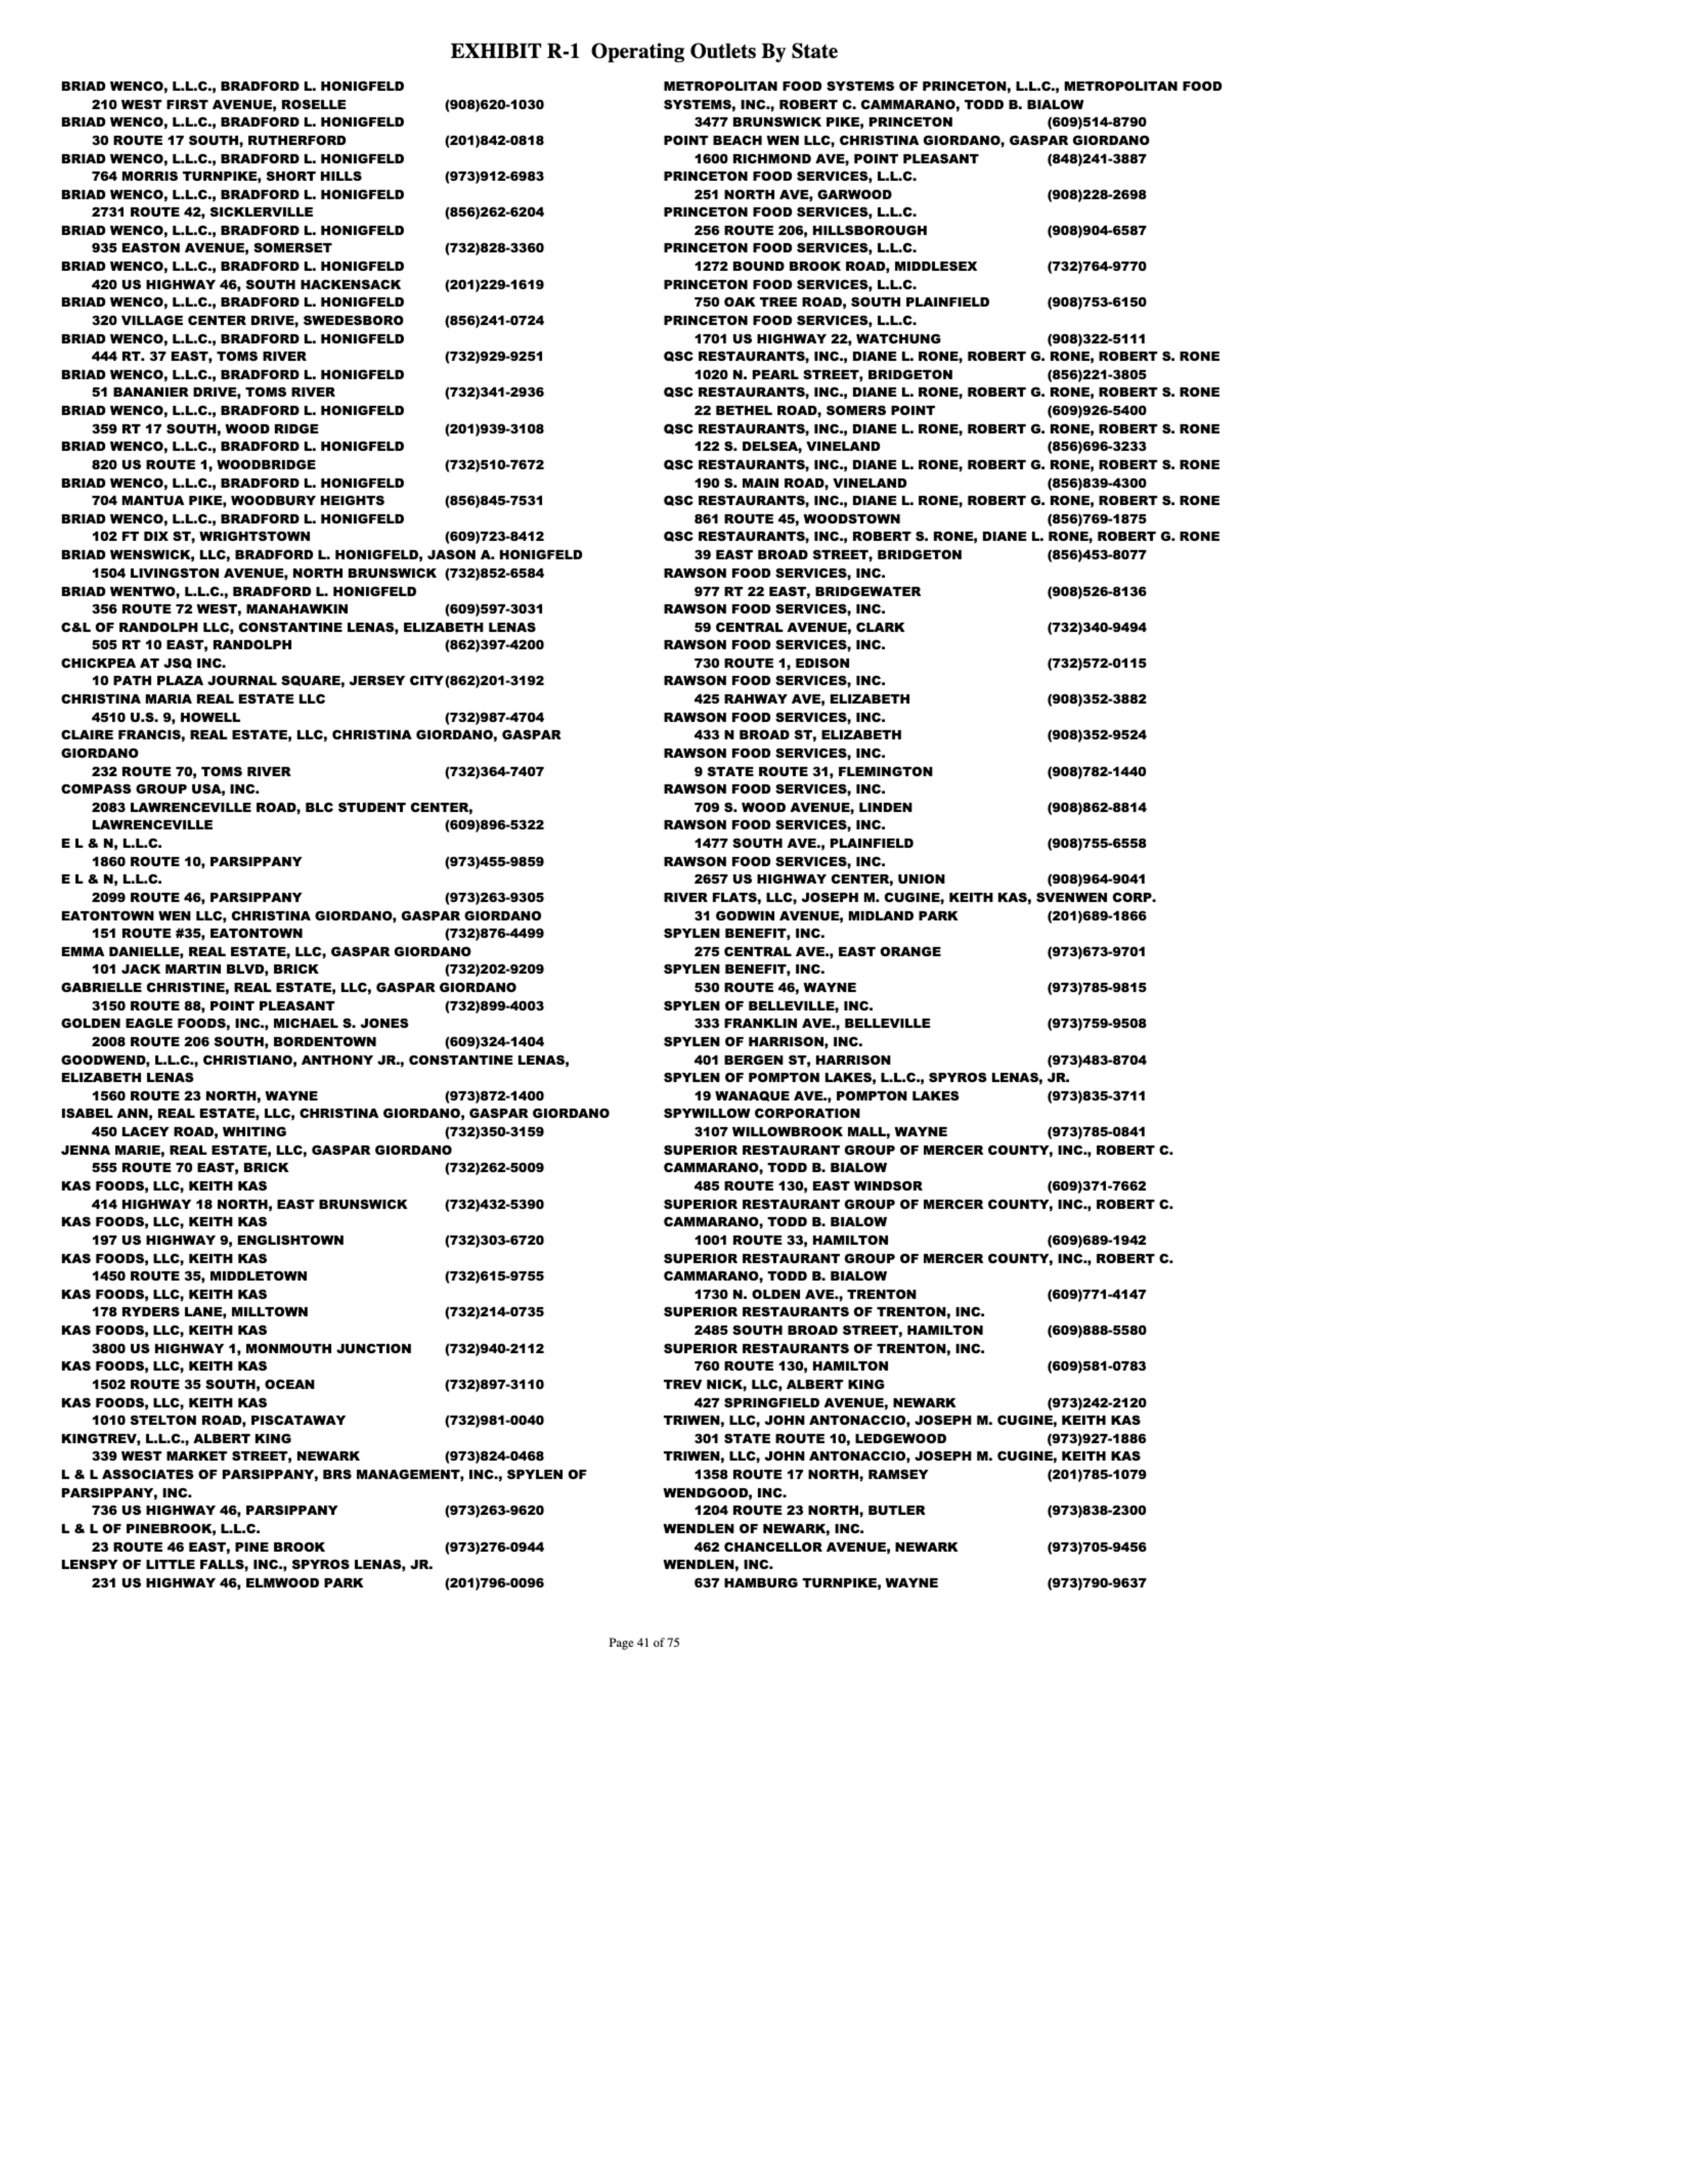 EXHIBIT R-1 Operating Outlets By State
BRIAD WENCO, L.L.C., BRADFORD L. HONIGFELD
210 WEST FIRST AVENUE, ROSELLE (908)620-1030
BRIAD WENCO, L.L.C., BRADFORD L. HONIGFELD
30 ROUTE 17 SOUTH, RUTHERFORD (201)842-0818
BRIAD WENCO, L.L.C., BRADFORD L. HONIGFELD
764 MORRIS TURNPIKE, SHORT HILLS (973)912-6983
BRIAD WENCO, L.L.C., BRADFORD L. HONIGFELD
2731 ROUTE 42, SICKLERVILLE (856)262-6204
BRIAD WENCO, L.L.C., BRADFORD L. HONIGFELD
935 EASTON AVENUE, SOMERSET (732)828-3360
BRIAD WENCO, L.L.C., BRADFORD L. HONIGFELD
420 US HIGHWAY 46, SOUTH HACKENSACK (201)229-1619
BRIAD WENCO, L.L.C., BRADFORD L. HONIGFELD
320 VILLAGE CENTER DRIVE, SWEDESBORO (856)241-0724
BRIAD WENCO, L.L.C., BRADFORD L. HONIGFELD
444 RT. 37 EAST, TOMS RIVER (732)929-9251
BRIAD WENCO, L.L.C., BRADFORD L. HONIGFELD
51 BANANIER DRIVE, TOMS RIVER (732)341-2936
BRIAD WENCO, L.L.C., BRADFORD L. HONIGFELD
359 RT 17 SOUTH, WOOD RIDGE (201)939-3108
BRIAD WENCO, L.L.C., BRADFORD L. HONIGFELD
820 US ROUTE 1, WOODBRIDGE (732)510-7672
BRIAD WENCO, L.L.C., BRADFORD L. HONIGFELD
704 MANTUA PIKE, WOODBURY HEIGHTS (856)845-7531
BRIAD WENCO, L.L.C., BRADFORD L. HONIGFELD
102 FT DIX ST, WRIGHTSTOWN (609)723-8412
BRIAD WENSWICK, LLC, BRADFORD L. HONIGFELD, JASON A. HONIGFELD
1504 LIVINGSTON AVENUE, NORTH BRUNSWICK (732)852-6584
BRIAD WENTWO, L.L.C., BRADFORD L. HONIGFELD
356 ROUTE 72 WEST, MANAHAWKIN (609)597-3031
C&L OF RANDOLPH LLC, CONSTANTINE LENAS, ELIZABETH LENAS
505 RT 10 EAST, RANDOLPH (862)397-4200
CHICKPEA AT JSQ INC.
10 PATH PLAZA JOURNAL SQUARE, JERSEY CITY(862)201-3192
CHRISTINA MARIA REAL ESTATE LLC
4510 U.S. 9, HOWELL (732)987-4704
CLAIRE FRANCIS, REAL ESTATE, LLC, CHRISTINA GIORDANO, GASPAR
GIORDANO
232 ROUTE 70, TOMS RIVER (732)364-7407
COMPASS GROUP USA, INC.
2083 LAWRENCEVILLE ROAD, BLC STUDENT CENTER,
LAWRENCEVILLE (609)896-5322
E L & N, L.L.C.
1860 ROUTE 10, PARSIPPANY (973)455-9859
E L & N, L.L.C.
2099 ROUTE 46, PARSIPPANY (973)263-9305
EATONTOWN WEN LLC, CHRISTINA GIORDANO, GASPAR GIORDANO
151 ROUTE #35, EATONTOWN (732)876-4499
EMMA DANIELLE, REAL ESTATE, LLC, GASPAR GIORDANO
101 JACK MARTIN BLVD, BRICK (732)202-9209
GABRIELLE CHRISTINE, REAL ESTATE, LLC, GASPAR GIORDANO
3150 ROUTE 88, POINT PLEASANT (732)899-4003
GOLDEN EAGLE FOODS, INC., MICHAEL S. JONES
2008 ROUTE 206 SOUTH, BORDENTOWN (609)324-1404
GOODWEND, L.L.C., CHRISTIANO, ANTHONY JR., CONSTANTINE LENAS,
ELIZABETH LENAS
1560 ROUTE 23 NORTH, WAYNE (973)872-1400
ISABEL ANN, REAL ESTATE, LLC, CHRISTINA GIORDANO, GASPAR GIORDANO
450 LACEY ROAD, WHITING (732)350-3159
JENNA MARIE, REAL ESTATE, LLC, GASPAR GIORDANO
555 ROUTE 70 EAST, BRICK (732)262-5009
KAS FOODS, LLC, KEITH KAS
414 HIGHWAY 18 NORTH, EAST BRUNSWICK (732)432-5390
KAS FOODS, LLC, KEITH KAS
197 US HIGHWAY 9, ENGLISHTOWN (732)303-6720
KAS FOODS, LLC, KEITH KAS
1450 ROUTE 35, MIDDLETOWN (732)615-9755
KAS FOODS, LLC, KEITH KAS
178 RYDERS LANE, MILLTOWN (732)214-0735
KAS FOODS, LLC, KEITH KAS
3800 US HIGHWAY 1, MONMOUTH JUNCTION (732)940-2112
KAS FOODS, LLC, KEITH KAS
1502 ROUTE 35 SOUTH, OCEAN (732)897-3110
KAS FOODS, LLC, KEITH KAS
1010 STELTON ROAD, PISCATAWAY (732)981-0040
KINGTREV, L.L.C., ALBERT KING
339 WEST MARKET STREET, NEWARK (973)824-0468
L & L ASSOCIATES OF PARSIPPANY, BRS MANAGEMENT, INC., SPYLEN OF
PARSIPPANY, INC.
736 US HIGHWAY 46, PARSIPPANY (973)263-9620
L & L OF PINEBROOK, L.L.C.
23 ROUTE 46 EAST, PINE BROOK (973)276-0944
LENSPY OF LITTLE FALLS, INC., SPYROS LENAS, JR.
231 US HIGHWAY 46, ELMWOOD PARK (201)796-0096
METROPOLITAN FOOD SYSTEMS OF PRINCETON, L.L.C., METROPOLITAN FOOD
SYSTEMS, INC., ROBERT C. CAMMARANO, TODD B. BIALOW
3477 BRUNSWICK PIKE, PRINCETON (609)514-8790
POINT BEACH WEN LLC, CHRISTINA GIORDANO, GASPAR GIORDANO
1600 RICHMOND AVE, POINT PLEASANT (848)241-3887
PRINCETON FOOD SERVICES, L.L.C.
251 NORTH AVE, GARWOOD (908)228-2698
PRINCETON FOOD SERVICES, L.L.C.
256 ROUTE 206, HILLSBOROUGH (908)904-6587
PRINCETON FOOD SERVICES, L.L.C.
1272 BOUND BROOK ROAD, MIDDLESEX (732)764-9770
PRINCETON FOOD SERVICES, L.L.C.
750 OAK TREE ROAD, SOUTH PLAINFIELD (908)753-6150
PRINCETON FOOD SERVICES, L.L.C.
1701 US HIGHWAY 22, WATCHUNG (908)322-5111
QSC RESTAURANTS, INC., DIANE L. RONE, ROBERT G. RONE, ROBERT S. RONE
1020 N. PEARL STREET, BRIDGETON (856)221-3805
QSC RESTAURANTS, INC., DIANE L. RONE, ROBERT G. RONE, ROBERT S. RONE
22 BETHEL ROAD, SOMERS POINT (609)926-5400
QSC RESTAURANTS, INC., DIANE L. RONE, ROBERT G. RONE, ROBERT S. RONE
122 S. DELSEA, VINELAND (856)696-3233
QSC RESTAURANTS, INC., DIANE L. RONE, ROBERT G. RONE, ROBERT S. RONE
190 S. MAIN ROAD, VINELAND (856)839-4300
QSC RESTAURANTS, INC., DIANE L. RONE, ROBERT G. RONE, ROBERT S. RONE
861 ROUTE 45, WOODSTOWN (856)769-1875
QSC RESTAURANTS, INC., ROBERT S. RONE, DIANE L. RONE, ROBERT G. RONE
39 EAST BROAD STREET, BRIDGETON (856)453-8077
RAWSON FOOD SERVICES, INC.
977 RT 22 EAST, BRIDGEWATER (908)526-8136
RAWSON FOOD SERVICES, INC.
59 CENTRAL AVENUE, CLARK (732)340-9494
RAWSON FOOD SERVICES, INC.
730 ROUTE 1, EDISON (732)572-0115
RAWSON FOOD SERVICES, INC.
425 RAHWAY AVE, ELIZABETH (908)352-3882
RAWSON FOOD SERVICES, INC.
433 N BROAD ST, ELIZABETH (908)352-9524
RAWSON FOOD SERVICES, INC.
9 STATE ROUTE 31, FLEMINGTON (908)782-1440
RAWSON FOOD SERVICES, INC.
709 S. WOOD AVENUE, LINDEN (908)862-8814
RAWSON FOOD SERVICES, INC.
1477 SOUTH AVE., PLAINFIELD (908)755-6558
RAWSON FOOD SERVICES, INC.
2657 US HIGHWAY CENTER, UNION (908)964-9041
RIVER FLATS, LLC, JOSEPH M. CUGINE, KEITH KAS, SVENWEN CORP.
31 GODWIN AVENUE, MIDLAND PARK (201)689-1866
SPYLEN BENEFIT, INC.
275 CENTRAL AVE., EAST ORANGE (973)673-9701
SPYLEN BENEFIT, INC.
530 ROUTE 46, WAYNE (973)785-9815
SPYLEN OF BELLEVILLE, INC.
333 FRANKLIN AVE., BELLEVILLE (973)759-9508
SPYLEN OF HARRISON, INC.
401 BERGEN ST, HARRISON (973)483-8704
SPYLEN OF POMPTON LAKES, L.L.C., SPYROS LENAS, JR.
19 WANAQUE AVE., POMPTON LAKES (973)835-3711
SPYWILLOW CORPORATION
3107 WILLOWBROOK MALL, WAYNE (973)785-0841
SUPERIOR RESTAURANT GROUP OF MERCER COUNTY, INC., ROBERT C.
CAMMARANO, TODD B. BIALOW
485 ROUTE 130, EAST WINDSOR (609)371-7662
SUPERIOR RESTAURANT GROUP OF MERCER COUNTY, INC., ROBERT C.
CAMMARANO, TODD B. BIALOW
1001 ROUTE 33, HAMILTON (609)689-1942
SUPERIOR RESTAURANT GROUP OF MERCER COUNTY, INC., ROBERT C.
CAMMARANO, TODD B. BIALOW
1730 N. OLDEN AVE., TRENTON (609)771-4147
SUPERIOR RESTAURANTS OF TRENTON, INC.
2485 SOUTH BROAD STREET, HAMILTON (609)888-5580
SUPERIOR RESTAURANTS OF TRENTON, INC.
760 ROUTE 130, HAMILTON (609)581-0783
TREV NICK, LLC, ALBERT KING
427 SPRINGFIELD AVENUE, NEWARK (973)242-2120
TRIWEN, LLC, JOHN ANTONACCIO, JOSEPH M. CUGINE, KEITH KAS
301 STATE ROUTE 10, LEDGEWOOD (973)927-1886
TRIWEN, LLC, JOHN ANTONACCIO, JOSEPH M. CUGINE, KEITH KAS
1358 ROUTE 17 NORTH, RAMSEY (201)785-1079
WENDGOOD, INC.
1204 ROUTE 23 NORTH, BUTLER (973)838-2300
WENDLEN OF NEWARK, INC.
462 CHANCELLOR AVENUE, NEWARK (973)705-9456
WENDLEN, INC.
637 HAMBURG TURNPIKE, WAYNE (973)790-9637
Page 41 of 75